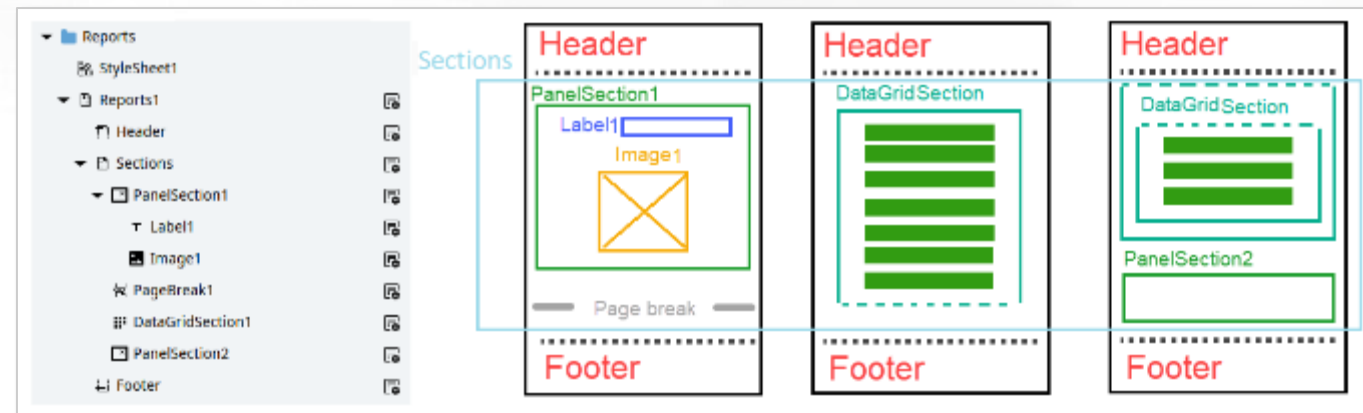 Reports
StyleSheet1
Reports1
Header
Sections
PanelSection1
Label1
Image1
PageBreak1
DataGridSection1
PanelSection2
Footer
Sections
Header
PanelSection1
Label1
Image1
Page break
Footer
Header
DataGridSection
Footer
Header
DataGridSection
PanelSection2
Footer